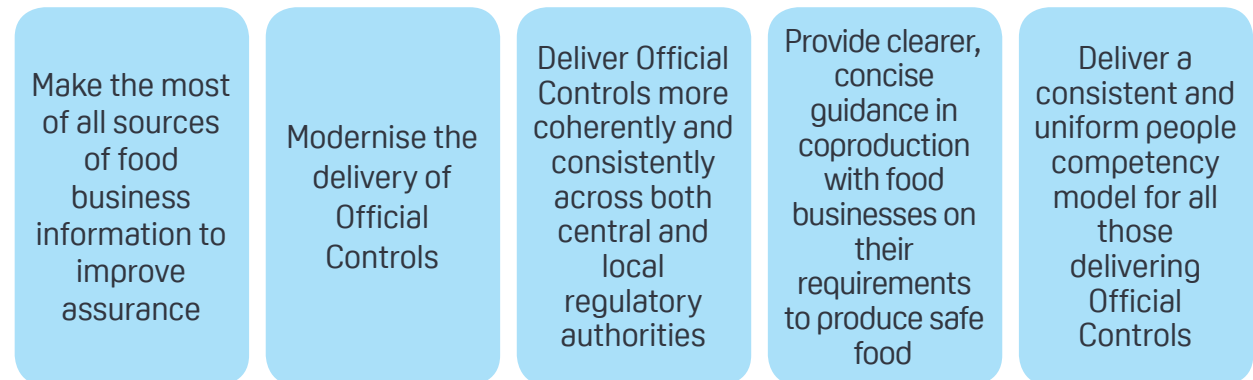 Make the most
of all sources
of food
business
information to
improve
assurance
Modernise the
delivery of
Official
Controls
Deliver Official
Controls more
coherently and
consistently
across both
central and
local
regulatory
authorities
Provide clearer,
concise
guidance in
coproduction
with food
businesses on
their
requirements
to produce safe
food
Deliver a
consistent and
uniform people
competency
model for all
those
delivering
Official
Controls